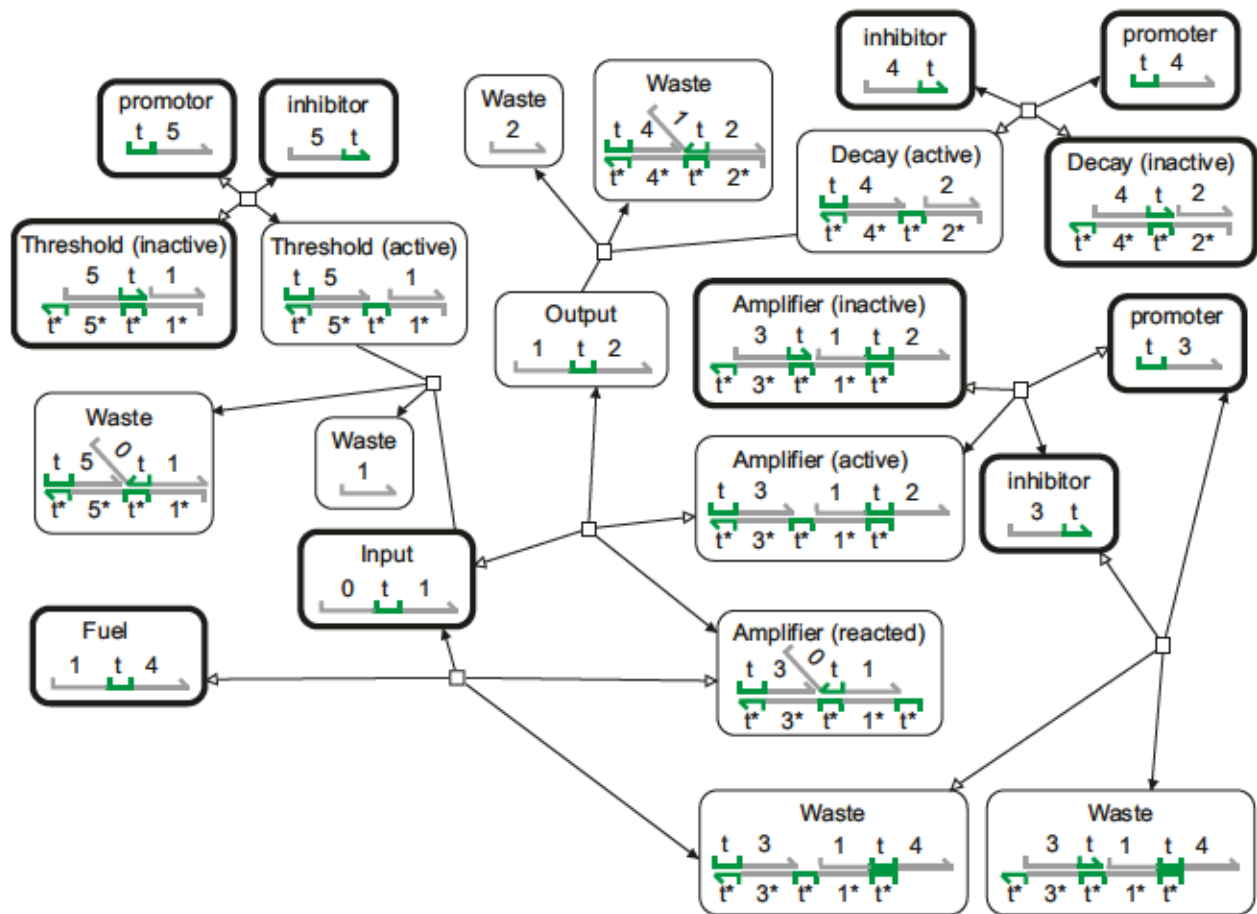 inhibitor
4 t
promoter
t 4
promotor
t 5
inhibitor
5 t
Waste
2
Waste
t 4 1 t 2
t* 4* t* 2*
Decay (active)
t 4 2
t* 4* t* 2*
Decay (inactive)
4 t 2
t* 4* t* 2*
Threshold (inactive)
5 t 1
t* 5* t* 1*
Threshold (active)
t 5 1
t* 5* t* 1*
Output
1 t 2
Amplifier (inactive)
3 t 1 t 2
t* 3* t* 1* t*
promoter
t 3
Waste
t 5 0 t 1
t* 5* t* 1*
Waste
1
Amplifier (active)
t 3 1 t 2
t* 3* t* 1* t*
inhibitor
3 t
Input
0 t 1
Fuel
1 t 4
Amplifier (reacted)
t 3 0 t 1
t* 3* t* 1* t*
Waste
t 3 1 t 4
t* 3* t* 1* t*
Waste
3 t 1 t 4
t* 3* t* 1* t*